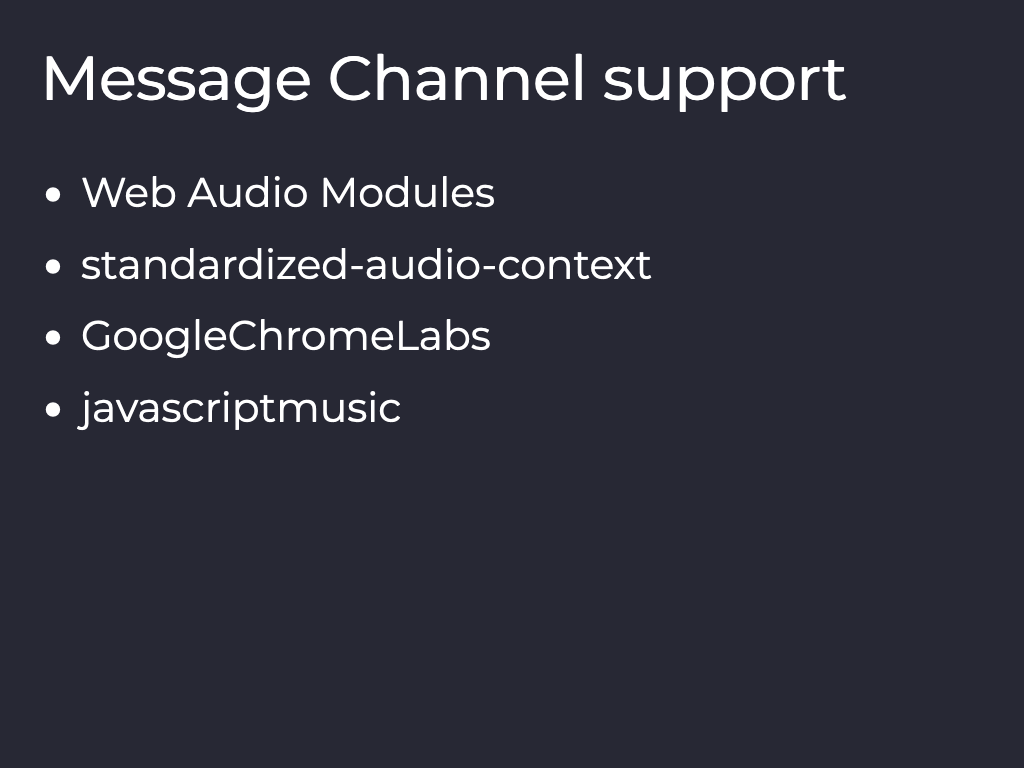 Message Channel support
• Web Audio Modules
• standardized-audio-context
• GoogleChromeLabs
• javascriptmusic